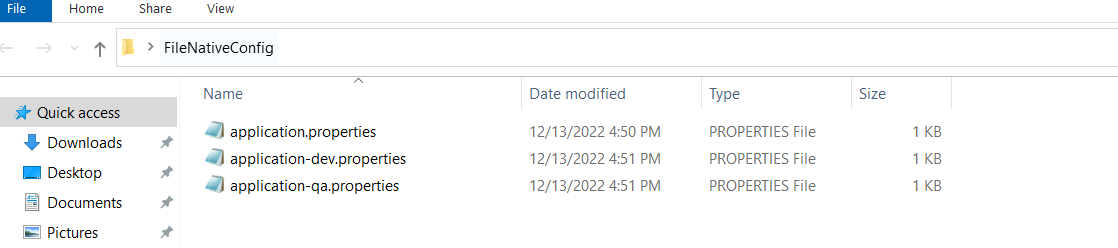 File Home Share View
FileNativeConfig
Name Date modified Type Size
Quick access
application.properties 12/13/2022 4:50 PM PROPERTIES File 1 KB
Downloads
application-dev.properties 12/13/2022 4:51 PM PROPERTIES File 1 KB
Desktop
application-qa.properties 12/13/2022 4:51 PM PROPERTIES File 1 KB
Documents
Pictures